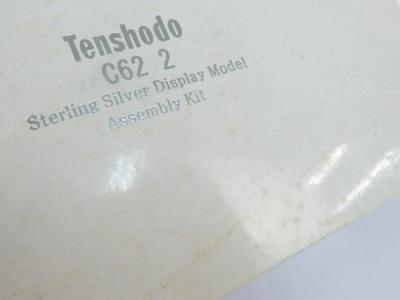 Tenshodo
C62 2
Sterling Silver Display Model
Assembly Kit